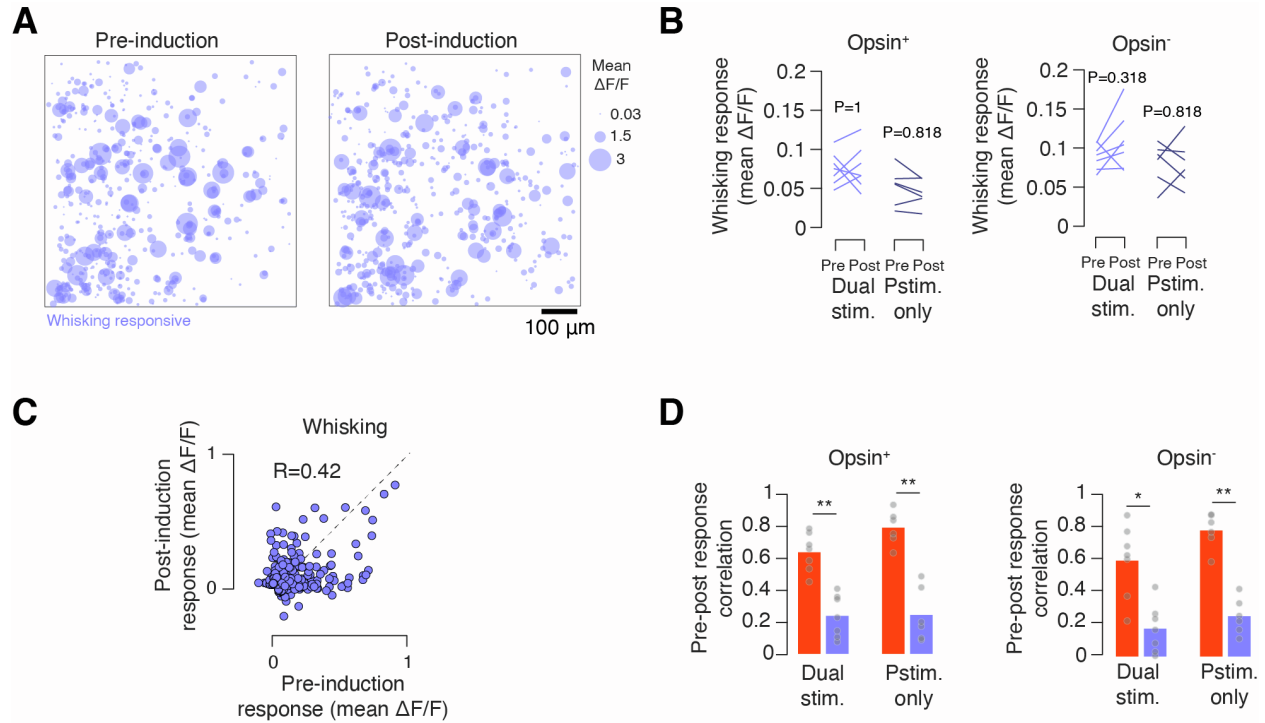 A
Pre-induction
Post-induction
Mean
ΔF/F
0.03
1.5
3
Whisking responsive
100 µm
B
Opsin⁺
Whisking response
(mean ΔF/F)
0.2
0.15
0.1
0.05
0
P=1
P=0.818
Pre Post
Pre Post
Dual
stim.
Pstim.
only
Opsin⁻
Whisking response
(mean ΔF/F)
0.2
0.15
0.1
0.05
0
P=0.318
P=0.818
Pre Post
Pre Post
Dual
stim.
Pstim.
only
C
Whisking
R=0.42
Post-induction
response (mean ΔF/F)
1
0
0
1
Pre-induction
response (mean ΔF/F)
D
Opsin⁺
Pre-post response
correlation
1
0.8
0.6
0.4
0.2
0
**
**
Dual
stim.
Pstim.
only
Opsin⁻
Pre-post response
correlation
1
0.8
0.6
0.4
0.2
0
*
**
Dual
stim.
Pstim.
only